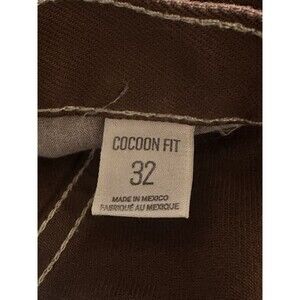 COCOON FIT
32
MADE IN MEXICO
FABRIQUÉ AU MEXIQUE